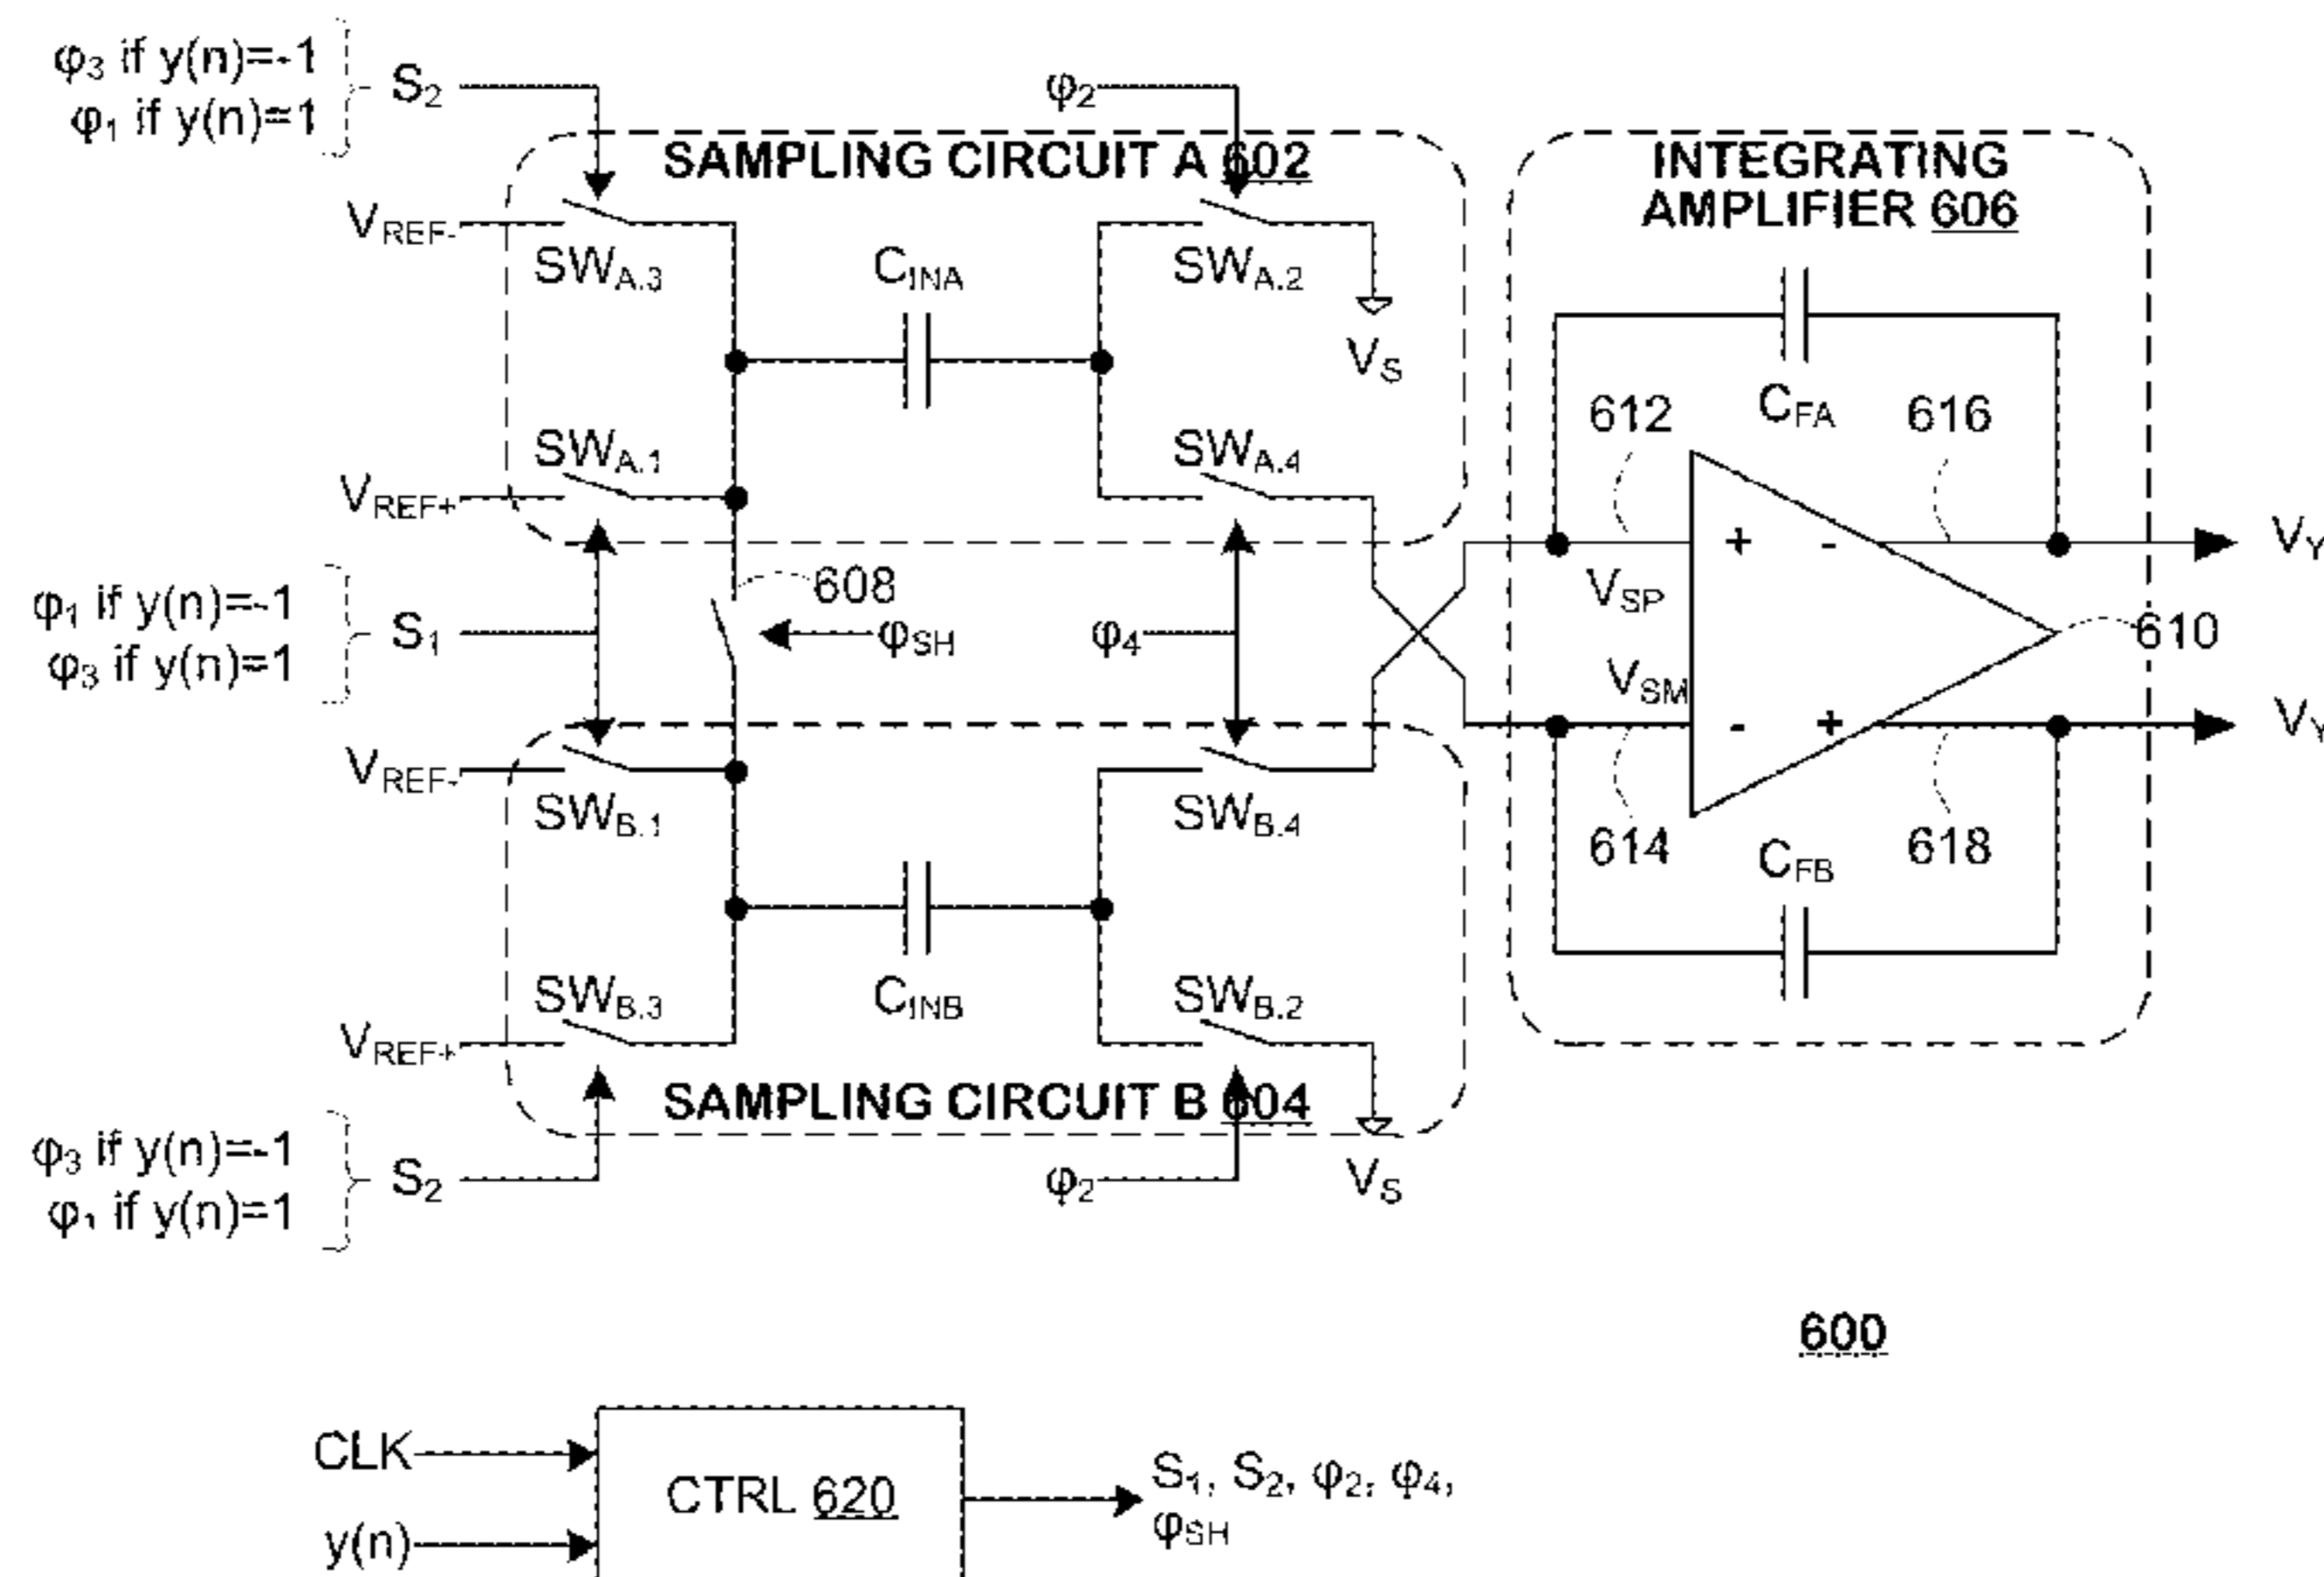 φ3 if y(n)=-1
φ1 if y(n)=1
S2
φ2
SAMPLING CIRCUIT A 602
INTEGRATING
AMPLIFIER 606
VREF-
SWA.3
CINA
SWA.2
VS
CFA
612
616
SWA.1
SWA.4
VREF+
+
-
VY
608
VSP
φ1 if y(n)=-1
φ3 if y(n)=1
S1
φSH
φ4
610
VSM
-
+
VY
VREF-
SWB.1
SWB.4
614
618
CFB
SWB.3
CINB
SWB.2
VREF+
SAMPLING CIRCUIT B 604
φ3 if y(n)=-1
φ1 if y(n)=1
S2
φ2
VS
600
CLK
y(n)
CTRL 620
S1, S2, φ2, φ4,
φSH